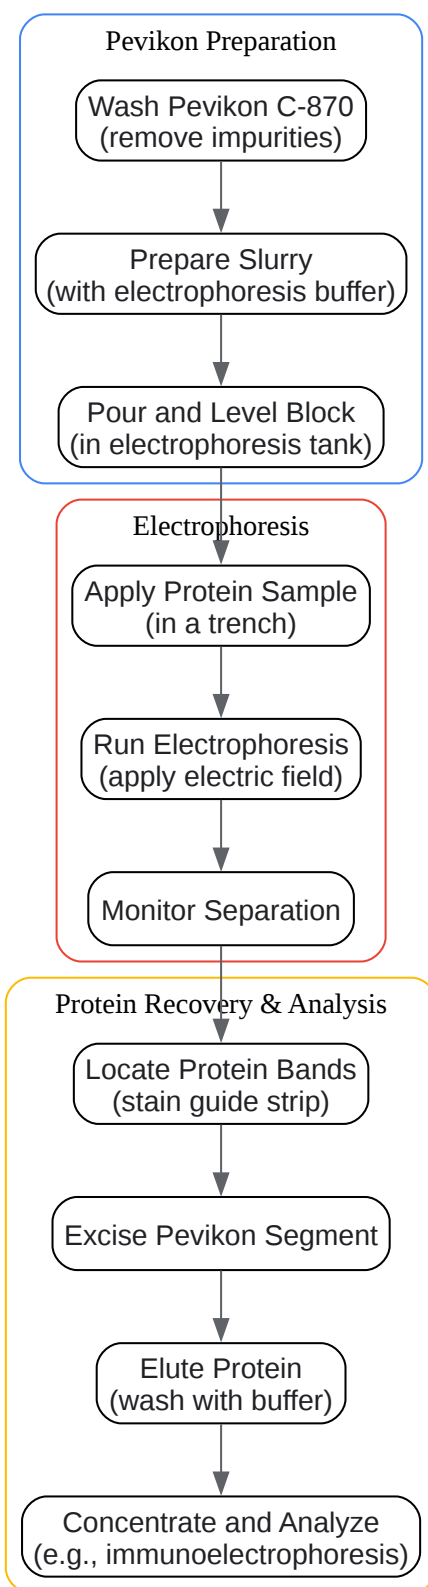 Pevikon Preparation
Wash Pevikon C-870
(remove impurities)
Prepare Slurry
(with electrophoresis buffer)
Pour and Level Block
(in electrophoresis tank)
Electrophoresis
Apply Protein Sample
(in a trench)
Run Electrophoresis
(apply electric field)
Monitor Separation
Protein Recovery & Analysis
Locate Protein Bands
(stain guide strip)
Excise Pevikon Segment
Elute Protein
(wash with buffer)
Concentrate and Analyze
(e.g., immunoelectrophoresis)